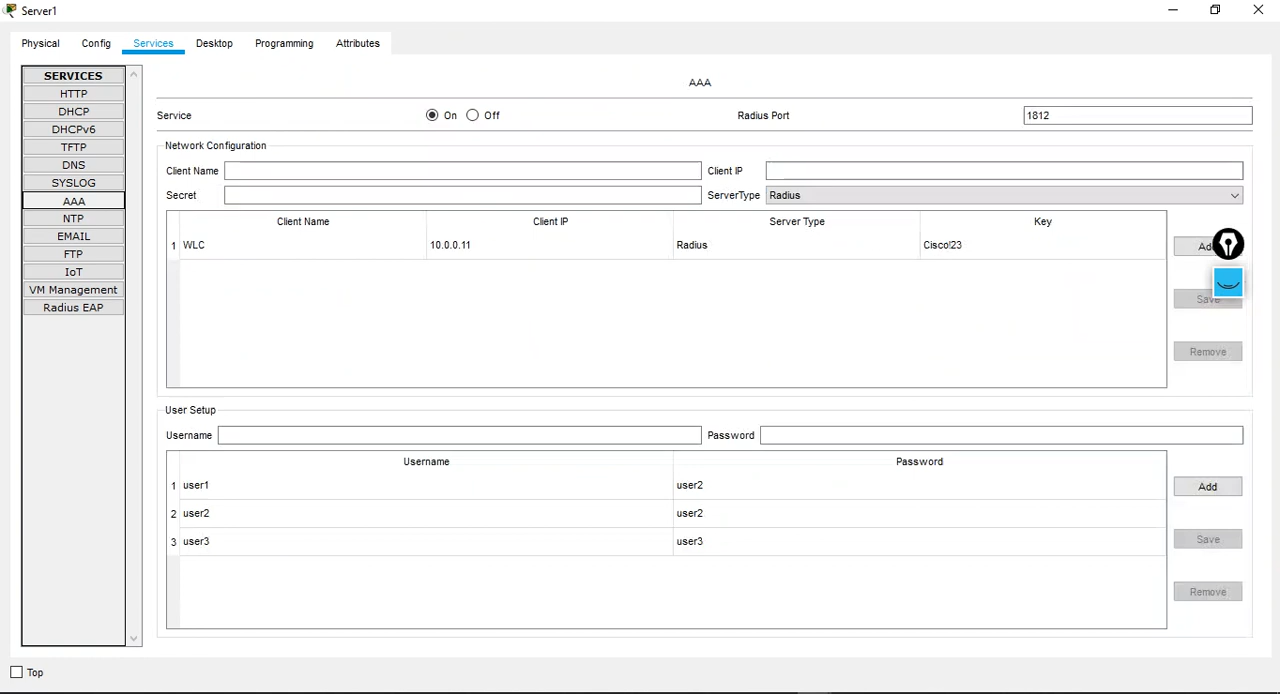 Server1
Physical Config Services Desktop Programming Attributes
SERVICES
HTTP
DHCP
DHCPv6
TFTP
DNS
SYSLOG
AAA
NTP
EMAIL
FTP
IoT
VM Management
Radius EAP
AAA
Service On Off Radius Port 1812
Network Configuration
Client Name Client IP
Secret ServerType Radius
Client Name Client IP Server Type Key
1 WLC 10.0.0.11 Radius Cisco!23
Ad
Save
Remove
User Setup
Username Password
Username Password
1 user1 user2
2 user2 user2
3 user3 user3
Add
Save
Remove
Top